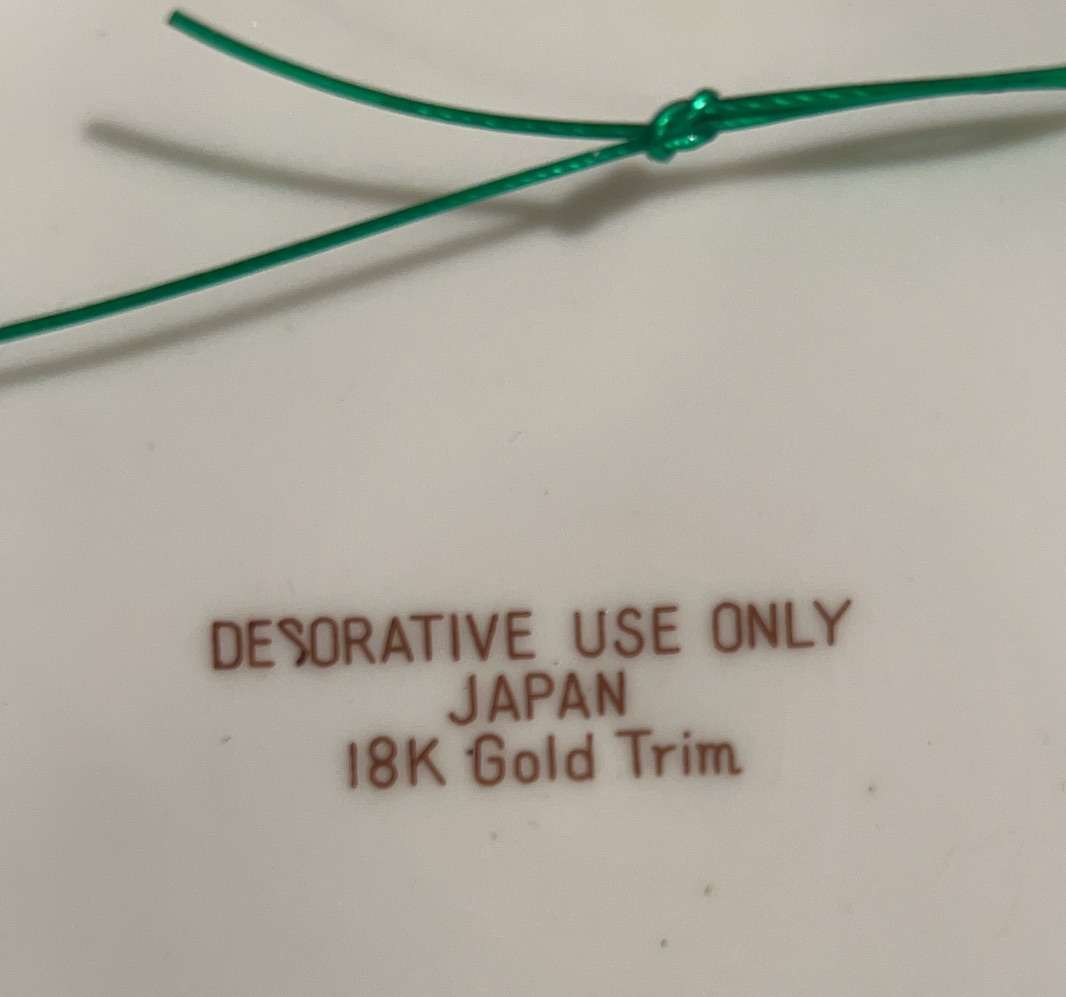 DESORATIVE USE ONLY
JAPAN
18K Gold Trim